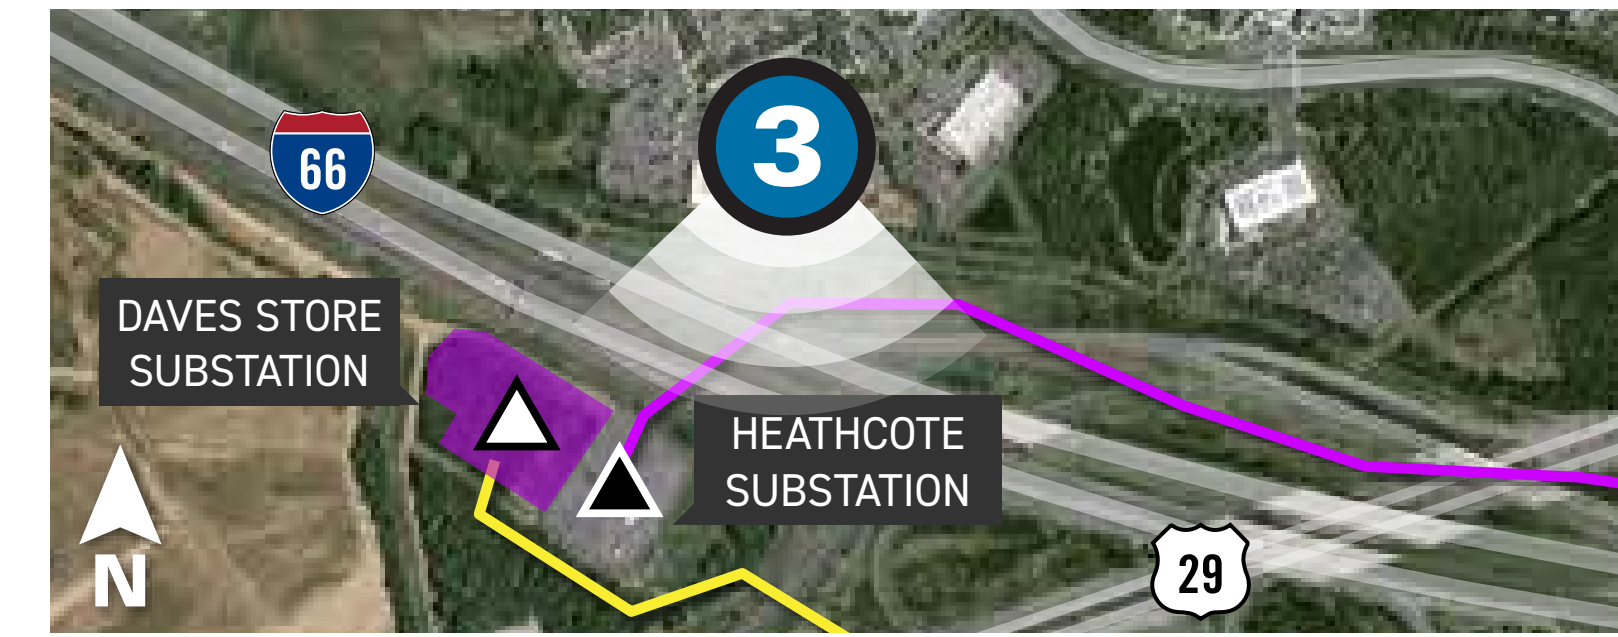 3
66
DAVES STORE
SUBSTATION
HEATHCOTE
SUBSTATION
N
29